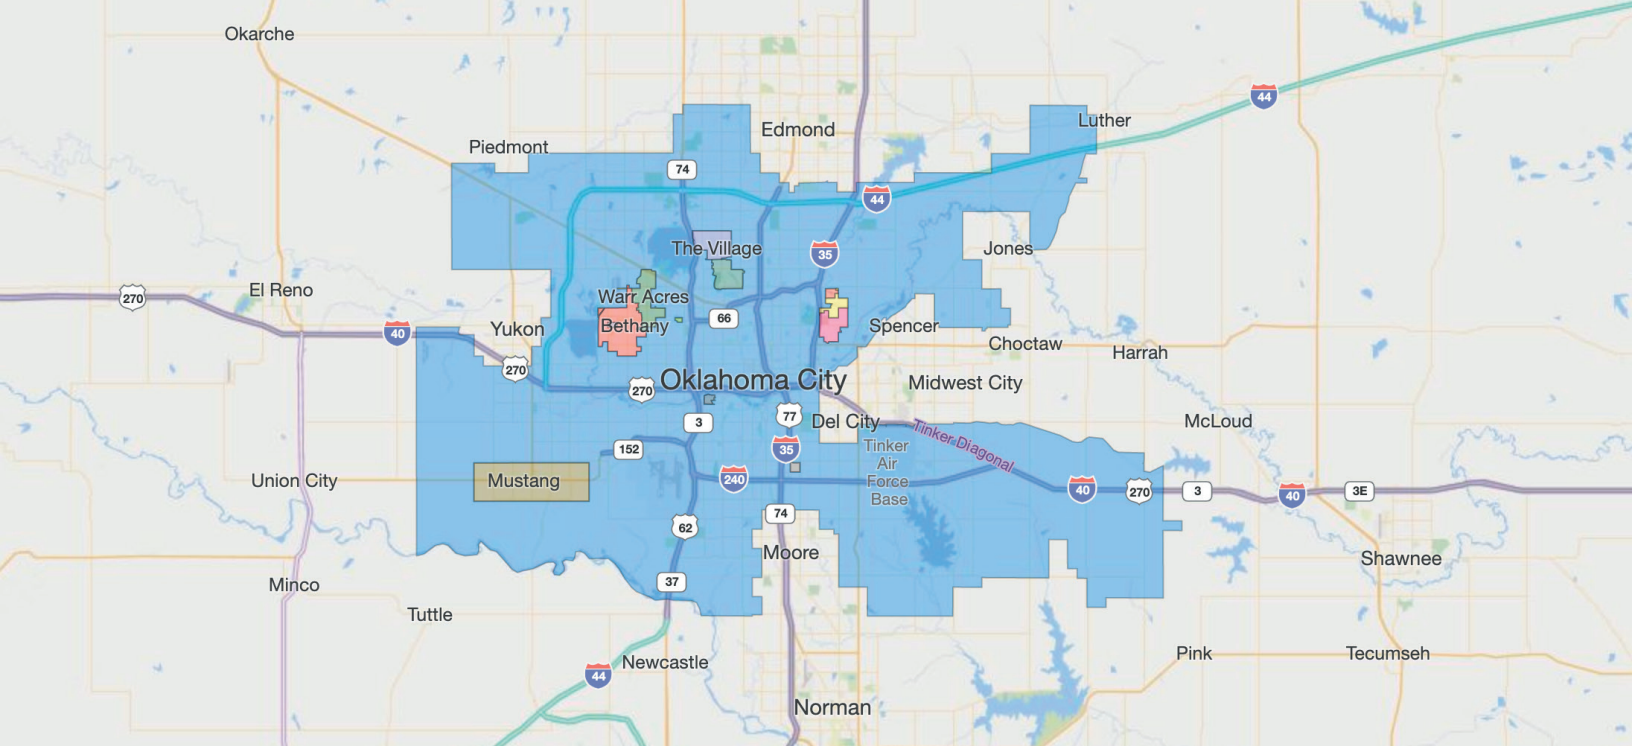 Okarche
44
Luther
Edmond
Piedmont
74
44
The Village
35
Jones
El Reno
270
Warr Acres
66
Bethany
Spencer
Yukon
40
Choctaw
Harrah
270
Oklahoma City
Midwest City
270
77
Del City
3
McLoud
Tinker Diagonal
152
35
Tinker
Air
Force
Base
Union City
Mustang
240
40
270
3
40
3E
74
62
Moore
Shawnee
37
Minco
Tuttle
Pink
Tecumseh
Newcastle
44
Norman